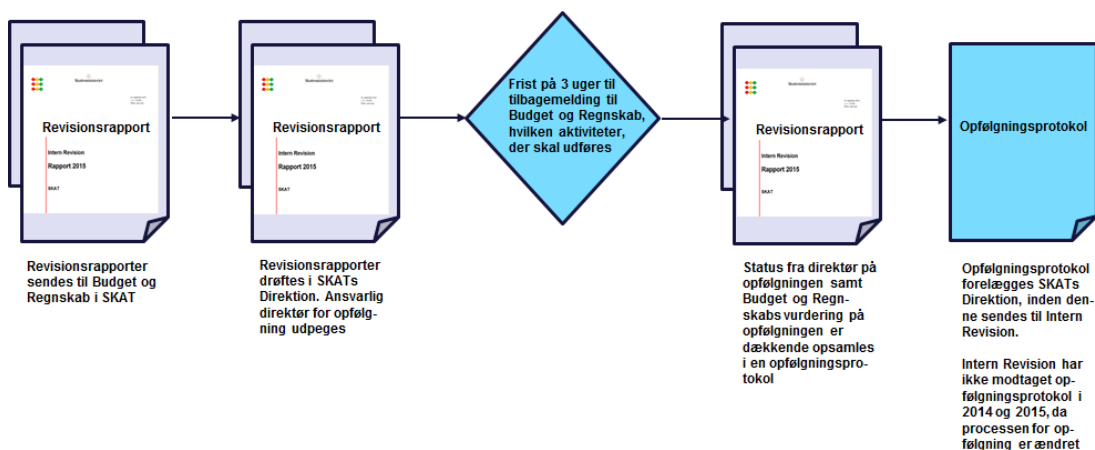 Revisionsrapport
Intern Revision
Rapport 2015
SKAT
Revisionsrapporter
sendes til Budget og
Regnskab i SKAT
Revisionsrapport
Intern Revision
Rapport 2015
SKAT
Revisionsrapporter
drøftes i SKATs
Direktion. Ansvarlig
direktør for opfølg-
ning udpeges
Frist på 3 uger til
tilbagemelding til
Budget og Regnskab,
hvilken aktiviteter,
der skal udføres
Revisionsrapport
Intern Revision
Rapport 2015
SKAT
Status fra direktør på
opfølgningen samt
Budget og Regn-
skabs vurdering på
opfølgningen er
dækkende opsamles
i en opfølgningspro-
tokol
Opfølgningsprotokol
Opfølgningsprotokol
forelægges SKATs
Direktion, inden den-
ne sendes til Intern
Revision.
Intern Revision har
ikke modtaget op-
følgningsprotokol i
2014 og 2015, da
processen for op-
følgning er ændret